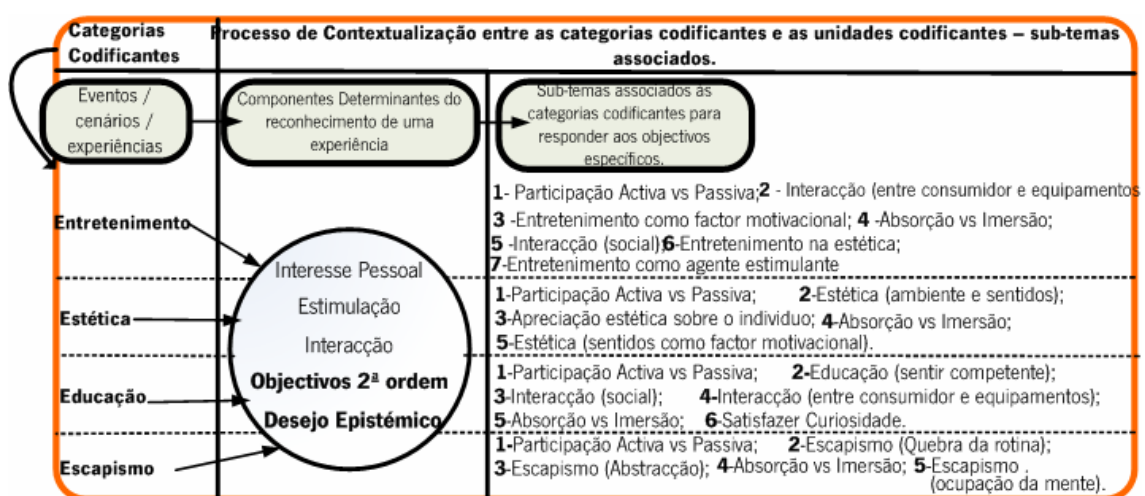 Categorias
Codificantes
Processo de Contextualização entre as categorias codificantes e as unidades codificantes – sub-temas
associados.
Eventos /
cenários /
experiências
Componentes Determinantes do
reconhecimento de uma
experiência
Sub-temas associados às
categorias codificantes para
responder aos objectivos
específicos.
Entretenimento
1- Participação Activa vs Passiva; 2 - Interacção (entre consumidor e equipamentos
3 -Entretenimento como factor motivacional; 4 -Absorção vs Imersão;
5 -Interacção (social); 6-Entretenimento na estética;
7-Entretenimento como agente estimulante
Interesse Pessoal
Estimulação
Interacção
Objectivos 2ª ordem
Desejo Epistémico
Estética
1-Participação Activa vs Passiva; 2-Estética (ambiente e sentidos);
3-Apreciação estética sobre o individuo; 4-Absorção vs Imersão;
5-Estética (sentidos como factor motivacional).
Educação
1-Participação Activa vs Passiva; 2-Educação (sentir competente);
3-Interacção (social); 4-Interacção (entre consumidor e equipamentos);
5-Absorção vs Imersão; 6-Satisfazer Curiosidade.
Escapismo
1-Participação Activa vs Passiva; 2-Escapismo (Quebra da rotina);
3-Escapismo (Abstracção); 4-Absorção vs Imersão; 5-Escapismo .
(ocupação da mente).